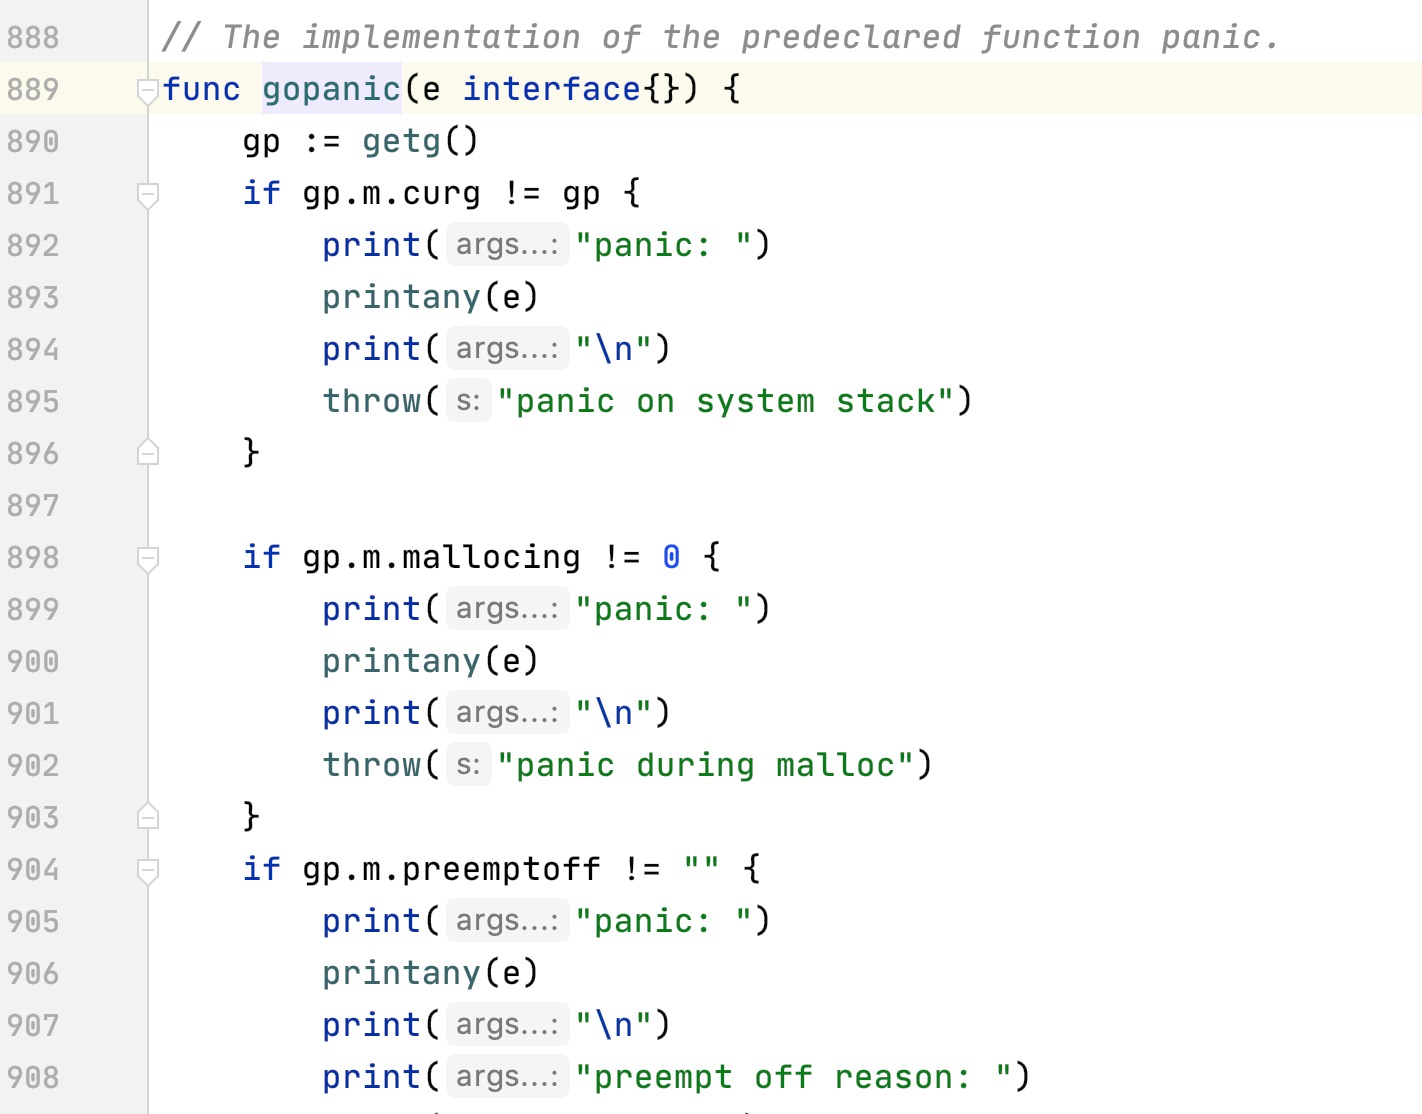 888 // The implementation of the predeclared function panic.
889 func gopanic(e interface{}) {
890 gp := getg()
891 if gp.m.curg != gp {
892 print(args...: "panic: ")
893 printany(e)
894 print(args...: "\n")
895 throw(s: "panic on system stack")
896 }
897
898 if gp.m.mallocing != 0 {
899 print(args...: "panic: ")
900 printany(e)
901 print(args...: "\n")
902 throw(s: "panic during malloc")
903 }
904 if gp.m.preemptoff != "" {
905 print(args...: "panic: ")
906 printany(e)
907 print(args...: "\n")
908 print(args...: "preempt off reason: ")